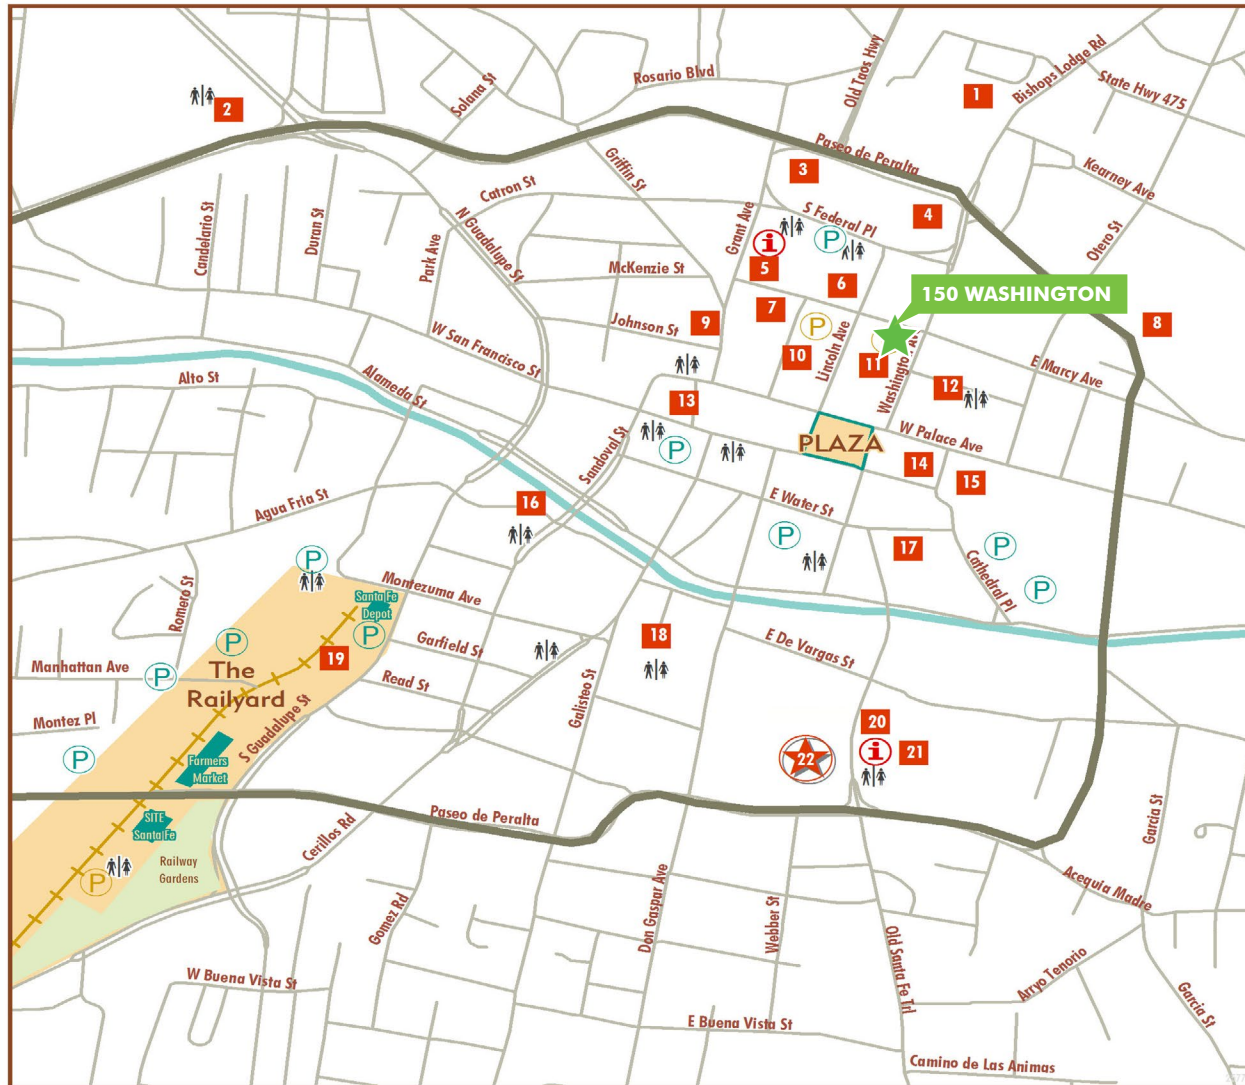 Rosario Blvd
Old Taos Hwy
Bishops Lodge Rd
State Hwy 475
Solana St
1
2
Paseo de Peralta
Griffin St
3
Kearney Ave
Catron St
4
S Federal Pl
Candelario St
Duran St
N Guadalupe St
Grant Ave
Otero St
Park Ave
i
P
McKenzie St
5
6
150 WASHINGTON
7
P
8
9
Johnson St
W San Francisco St
10
Lincoln Ave
11
Washington Av
E Marcy Ave
Alto St
Alameda St
12
13
W Palace Ave
PLAZA
Sandoval St
P
14
15
Agua Fria St
16
E Water St
P
17
P
P
Cathedral Pl
P
Romero St
Montezuma Ave
Santa Fe
Depot
P
P
Garfield St
18
E De Vargas St
Manhattan Ave
The
Railyard
19
P
Read St
Galisteo St
Montez Pl
S Guadalupe St
20
P
Farmers
Market
22
i
21
Paseo de Peralta
SITE
Santa Fe
Cerillos Rd
Garcia St
Railway
Gardens
P
Acequia Madre
Gomez Rd
Don Gaspar Ave
Webber St
Old Santa Fe Trl
Arryo Tenorio
W Buena Vista St
Garcia St
E Buena Vista St
Camino de Las Animas